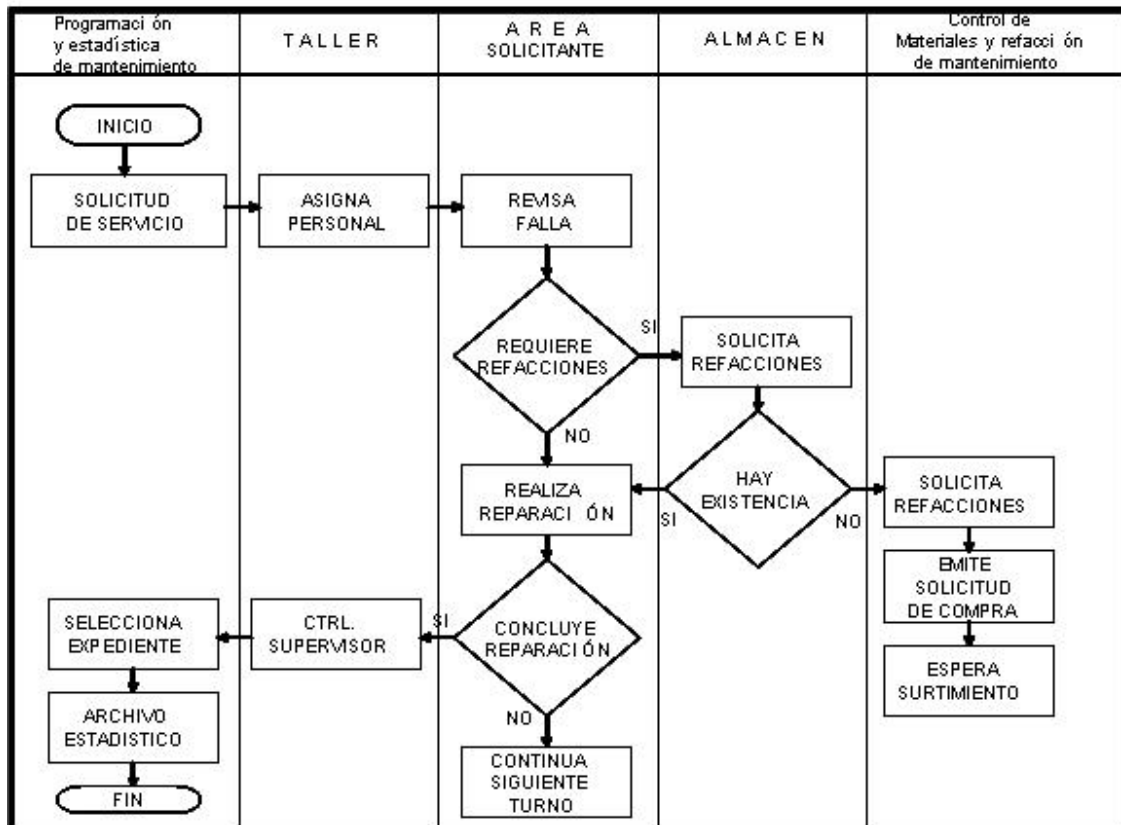 Programaci ón
y estadística
de mantenimiento
TALLER
A R E A
SOLICITANTE
ALMACEN
Control de
Materiales y refacci ón
de mantenimiento
INICIO
SOLICITUD
DE SERVICIO
ASIGNA
PERSONAL
REVISA
FALLA
REQUIERE
REFACCIONES
SI
SOLICITA
REFACCIONES
NO
REALIZA
REPARACI ÓN
HAY
EXISTENCIA
SI
NO
SOLICITA
REFACCIONES
EMITE
SOLICITUD
DE COMPRA
ESPERA
SURTIMIENTO
CONCLUYE
REPARACIÓN
SI
CTRL.
SUPERVISOR
SELECCIONA
EXPEDIENTE
ARCHIVO
ESTADISTICO
FIN
NO
CONTINUA
SIGUIENTE
TURNO